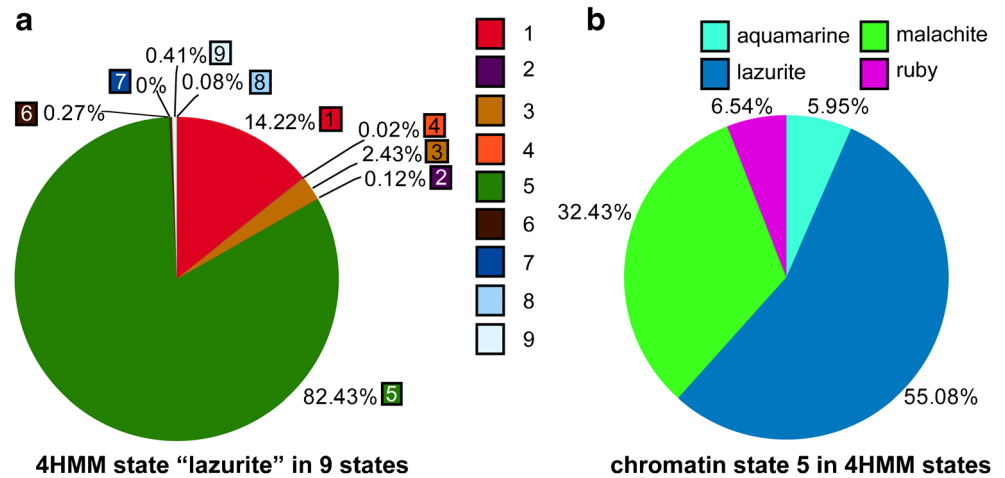 a
0.41% 9
7 0%
0.08% 8
6 0.27%
14.22% 1
0.02% 4
2.43% 3
0.12% 2
82.43% 5
4HMM state “lazurite” in 9 states
1
2
3
4
5
6
7
8
9
b
aquamarine
malachite
lazurite
ruby
6.54%
5.95%
32.43%
55.08%
chromatin state 5 in 4HMM states